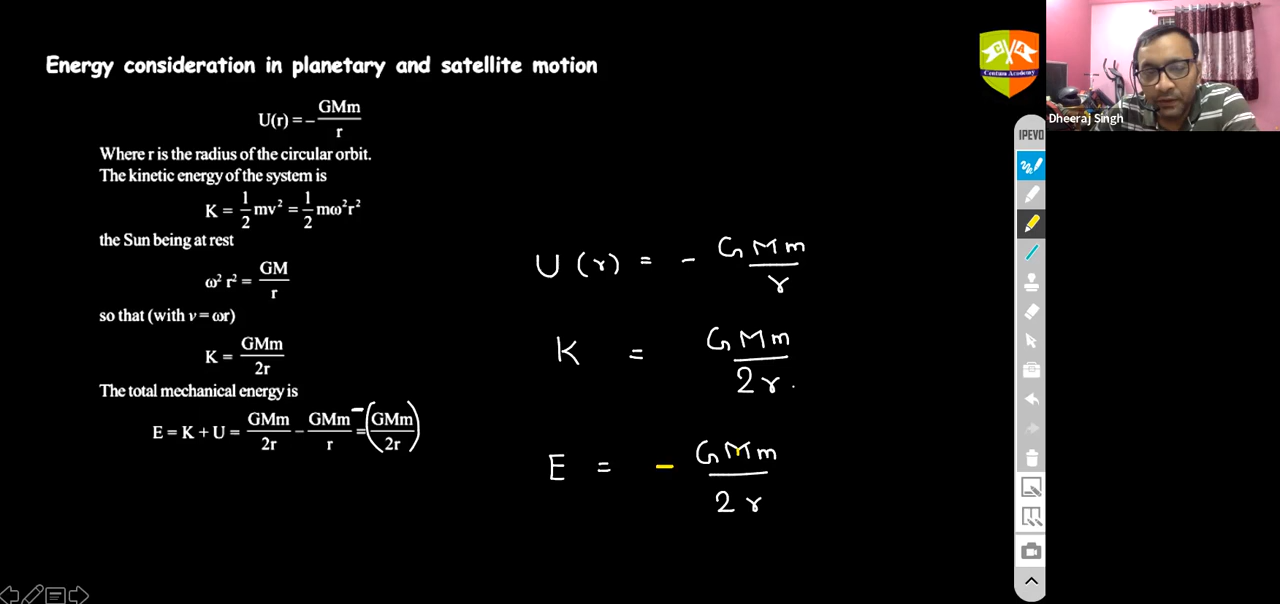 Energy consideration in planetary and satellite motion
U(r) = − GMm/r
Where r is the radius of the circular orbit.
The kinetic energy of the system is
K = 1/2 mv² = 1/2 mω²r²
the Sun being at rest
ω² r² = GM/r
so that (with v = ωr)
K = GMm/2r
The total mechanical energy is
E = K + U = GMm/2r − GMm/r = −(GMm/2r)
U (r) = - GMm/r
K = GMm/2r.
E = - GMm/2r
C A
Centum Academy
Dheeraj Singh
IPEVO